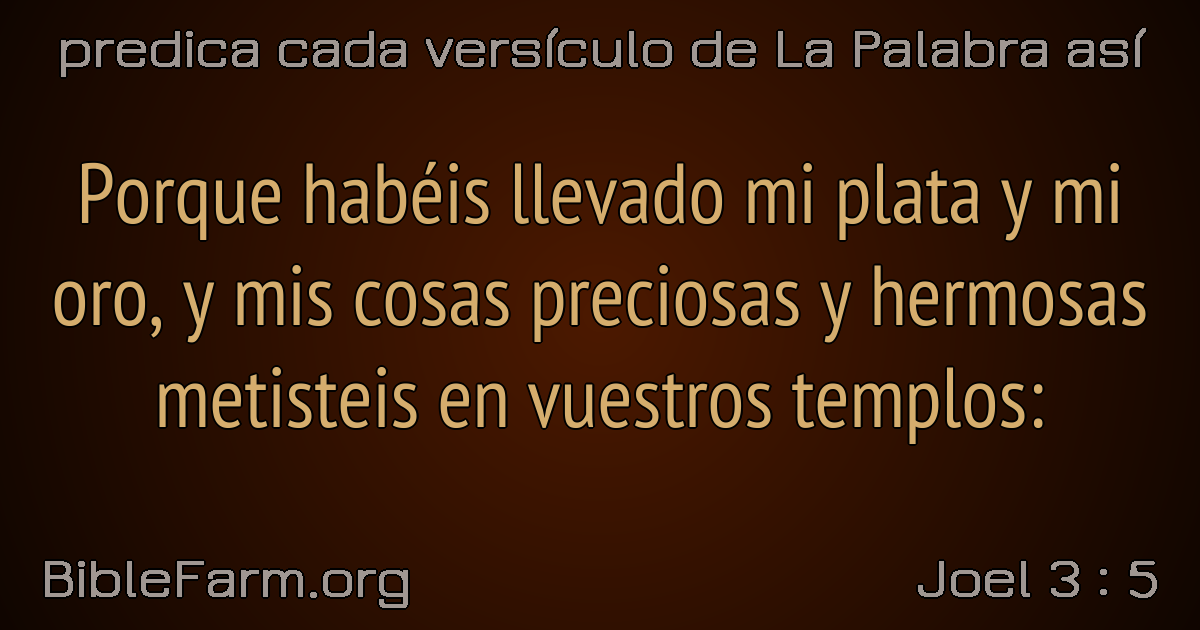 predica cada versículo de La Palabra así
Porque habéis llevado mi plata y mi
oro, y mis cosas preciosas y hermosas
metisteis en vuestros templos:
BibleFarm.org
Joel 3 : 5